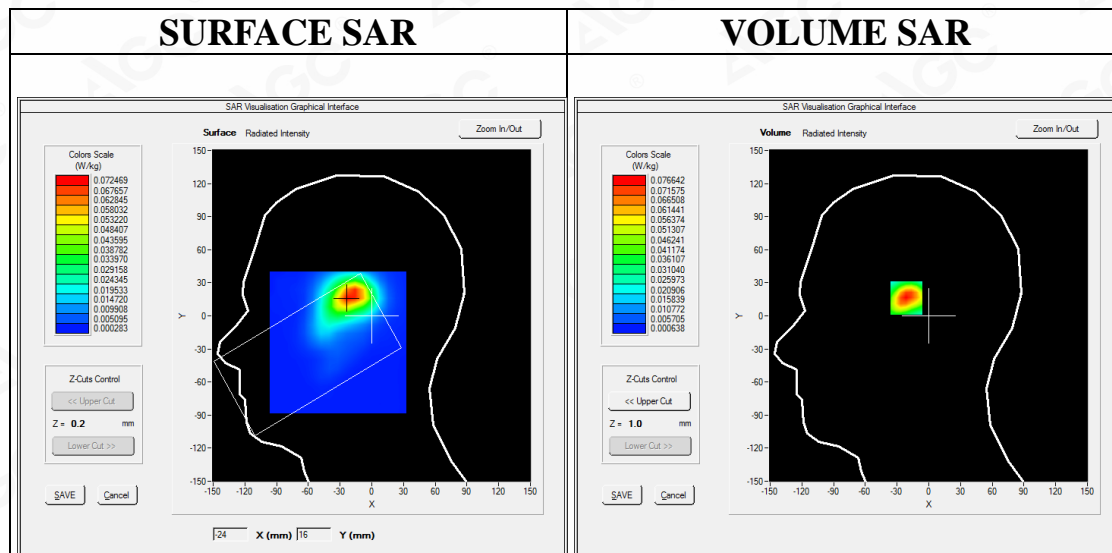 SURFACE SAR
VOLUME SAR
SAR Visualisation Graphical Interface
Surface Radiated Intensity
Zoom In/Out
Colors Scale
(W/kg)
0.072469
0.067657
0.062845
0.058032
0.053220
0.048407
0.043595
0.038782
0.033970
0.029158
0.024345
0.019533
0.014720
0.009908
0.005095
0.000283
Z-Cuts Control
<< Upper Cut
Z = 0.2 mm
Lower Cut >>
SAVE Cancel
150
120
90
60
30
0
-30
-60
-90
-120
-150
Y
-150 -120 -90 -60 -30 0 30 60 90 120 150
X
-24 X (mm) 16 Y (mm)
SAR Visualisation Graphical Interface
Volume Radiated Intensity
Zoom In/Out
Colors Scale
(W/kg)
0.076642
0.071575
0.066508
0.061441
0.056374
0.051307
0.046241
0.041174
0.036107
0.031040
0.025973
0.020906
0.015839
0.010772
0.005705
0.000638
Z-Cuts Control
<< Upper Cut
Z = 1.0 mm
Lower Cut >>
SAVE Cancel
150
120
90
60
30
0
-30
-60
-90
-120
-150
Y
-150 -120 -90 -60 -30 0 30 60 90 120 150
X
AGC